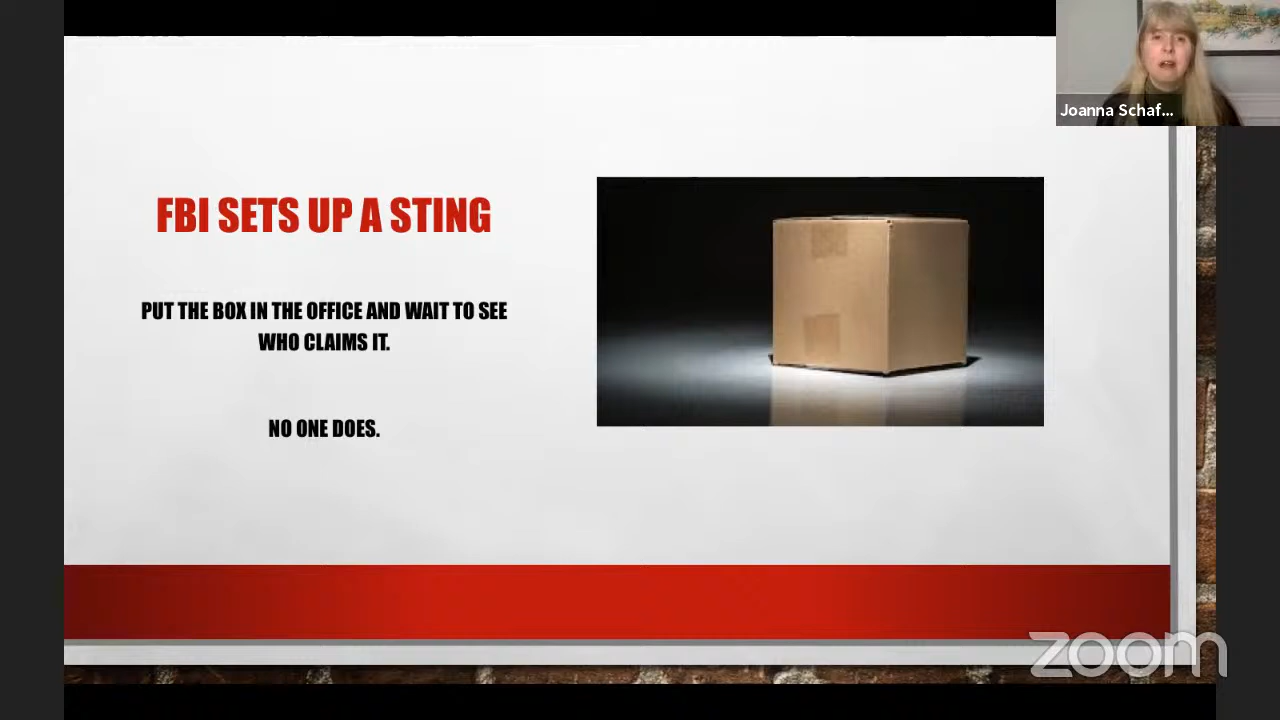 Joanna Schaf...
FBI SETS UP A STING
PUT THE BOX IN THE OFFICE AND WAIT TO SEE
WHO CLAIMS IT.
NO ONE DOES.
zoom